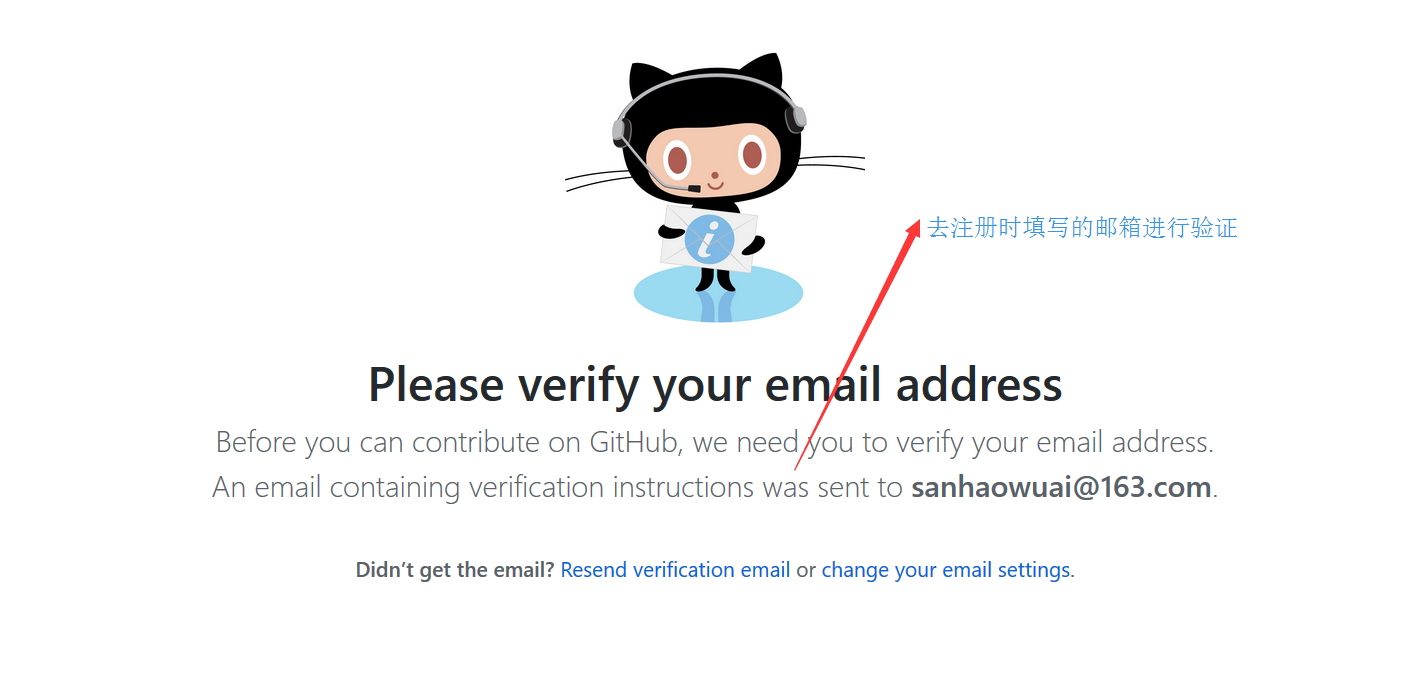 去注册时填写的邮箱进行验证
Please verify your email address
Before you can contribute on GitHub, we need you to verify your email address.
An email containing verification instructions was sent to sanhaowuai@163.com.
Didn’t get the email? Resend verification email or change your email settings.